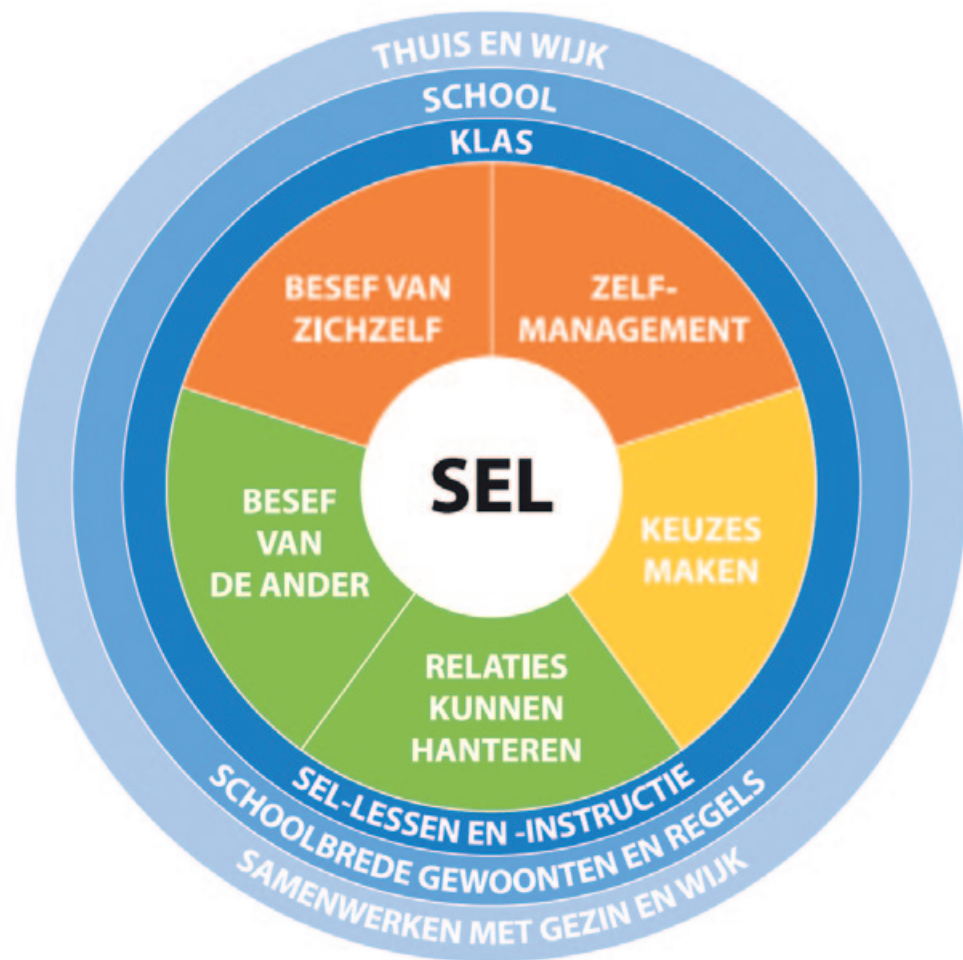 THUIS EN WIJK
SCHOOL
KLAS
BESEF VAN
ZICHZELF
ZELF-
MANAGEMENT
SEL
BESEF
VAN
DE ANDER
KEUZES
MAKEN
RELATIES
KUNNEN
HANTEREN
SEL-LESSEN EN -INSTRUCTIE
SCHOOLBREDE GEWOONTEN EN REGELS
SAMENWERKEN MET GEZIN EN WIJK